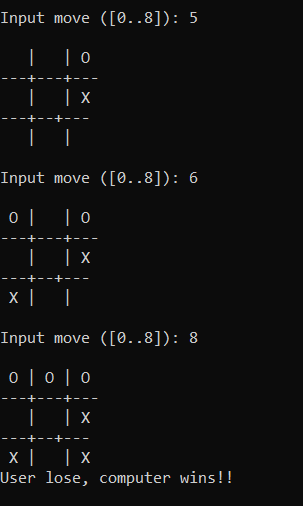 Input move ([0..8]): 5
   |   | O
---+---+---
   |   | X
---+--+---
   |   |
Input move ([0..8]): 6
 O |   | O
---+---+---
   |   | X
---+--+---
 X |   |
Input move ([0..8]): 8
 O | O | O
---+---+---
   |   | X
---+--+---
 X |   | X
User lose, computer wins!!